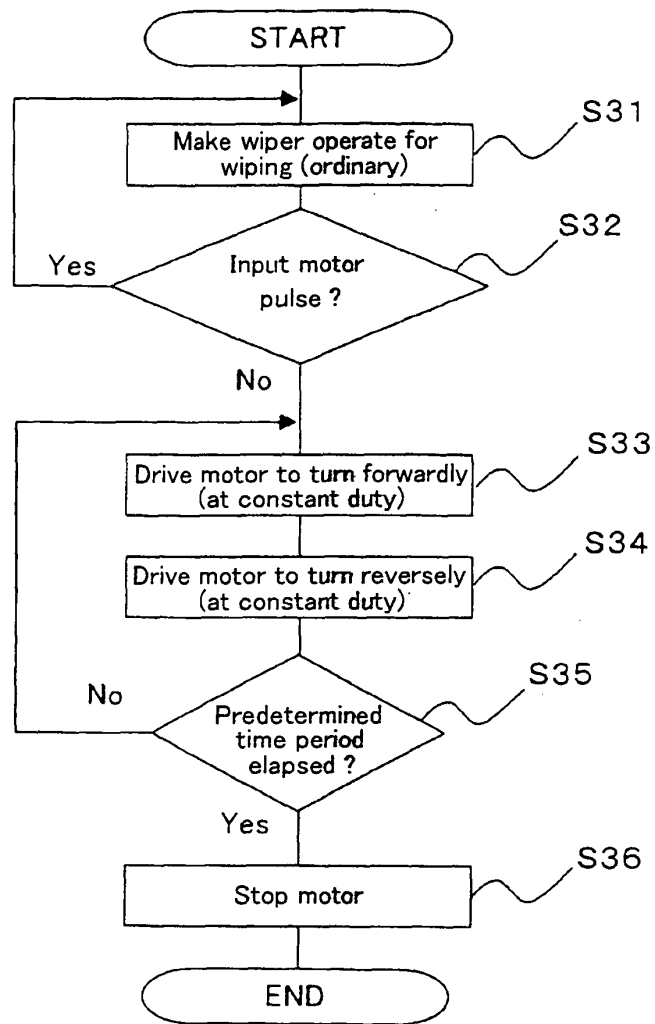 START
S31
Make wiper operate for
wiping (ordinary)
S32
Yes
Input motor
pulse ?
No
S33
Drive motor to turn forwardly
(at constant duty)
S34
Drive motor to turn reversely
(at constant duty)
No
S35
Predetermined
time period
elapsed ?
Yes
S36
Stop motor
END